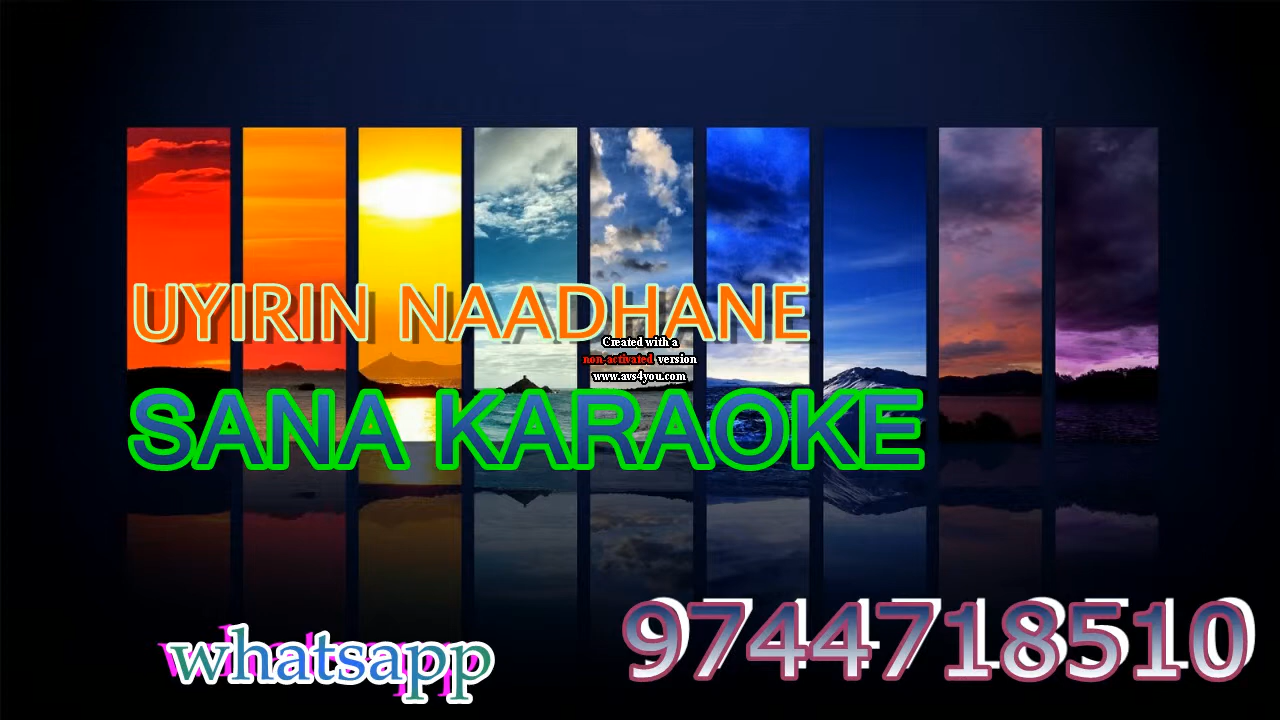 UYIRIN NAADHANE
Created with a
non-activated version
www.avs4you.com
SANA KARAOKE
whatsapp
9744718510